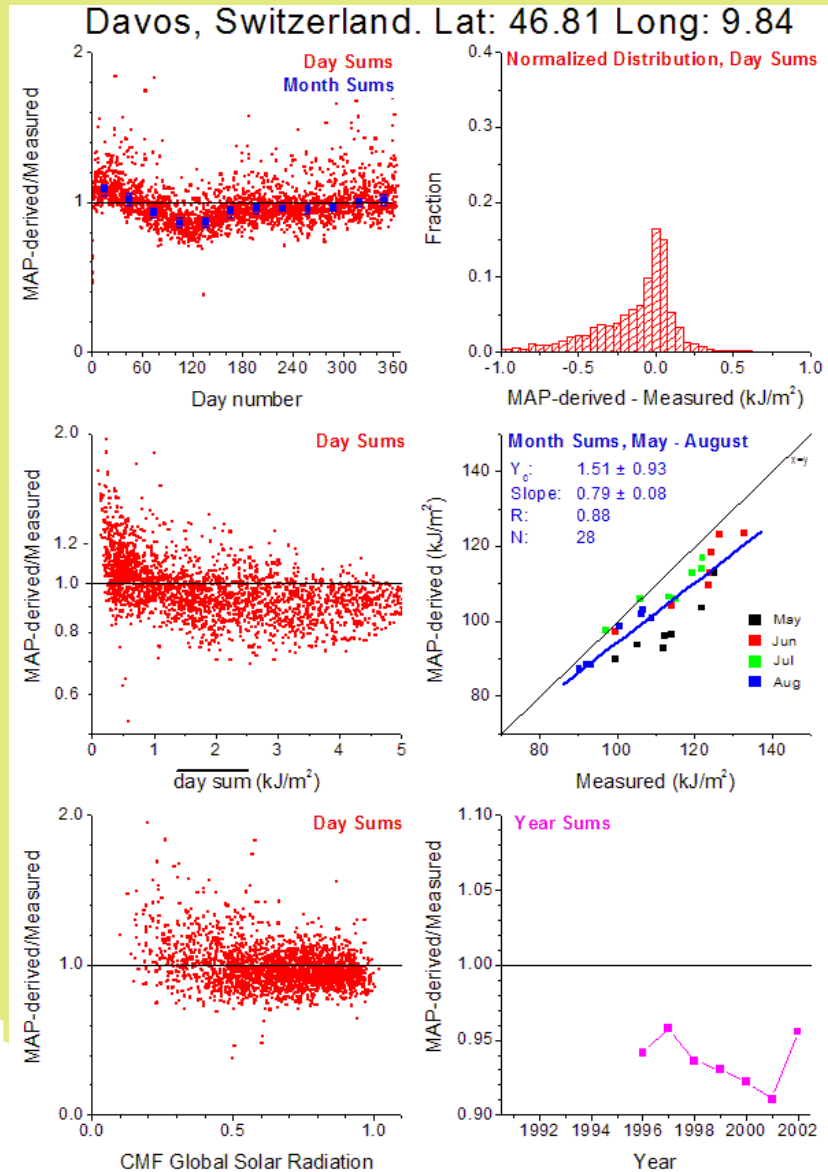 Davos, Switzerland. Lat: 46.81 Long: 9.84
Day Sums
Month Sums
MAP-derived/Measured
2
1
1
0
60
120
180
240
300
360
Day number
Normalized Distribution, Day Sums
Fraction
0.4
0.3
0.2
0.1
0.0
-1.0
-0.5
0.0
0.5
1.0
MAP-derived - Measured (kJ/m²)
Day Sums
MAP-derived/Measured
2.0
1.2
1.0
0.8
0.6
0
1
2
3
4
5
day sum (kJ/m²)
Month Sums, May - August
Y₀: 1.51 ± 0.93
Slope: 0.79 ± 0.08
R: 0.88
N: 28
x=y
May
Jun
Jul
Aug
MAP-derived (kJ/m²)
140
120
100
80
80
100
120
140
Measured (kJ/m²)
Day Sums
MAP-derived/Measured
2.0
1.0
0.0
0.0
0.5
1.0
CMF Global Solar Radiation
Year Sums
MAP-derived/Measured
1.10
1.05
1.00
0.95
0.90
1992
1994
1996
1998
2000
2002
Year